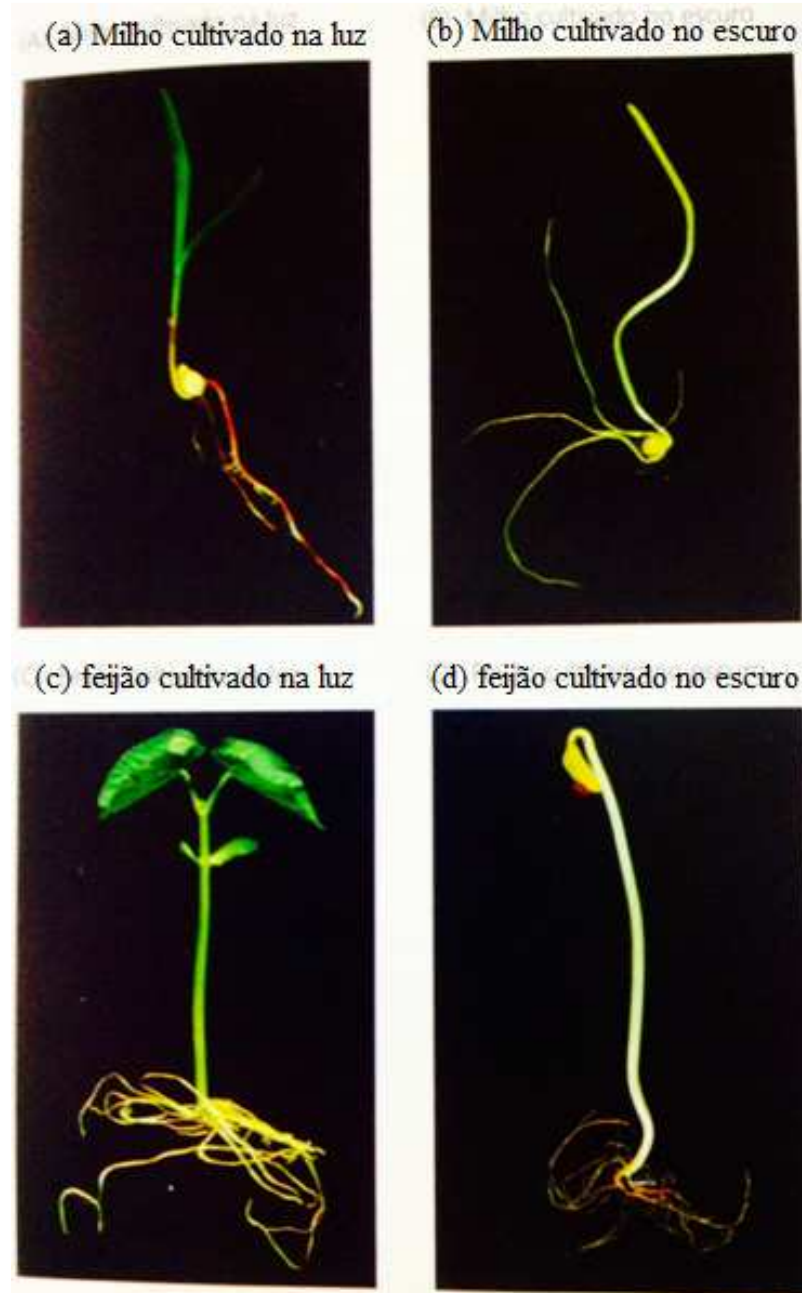 (a) Milho cultivado na luz
(b) Milho cultivado no escuro
(c) feijão cultivado na luz
(d) feijão cultivado no escuro